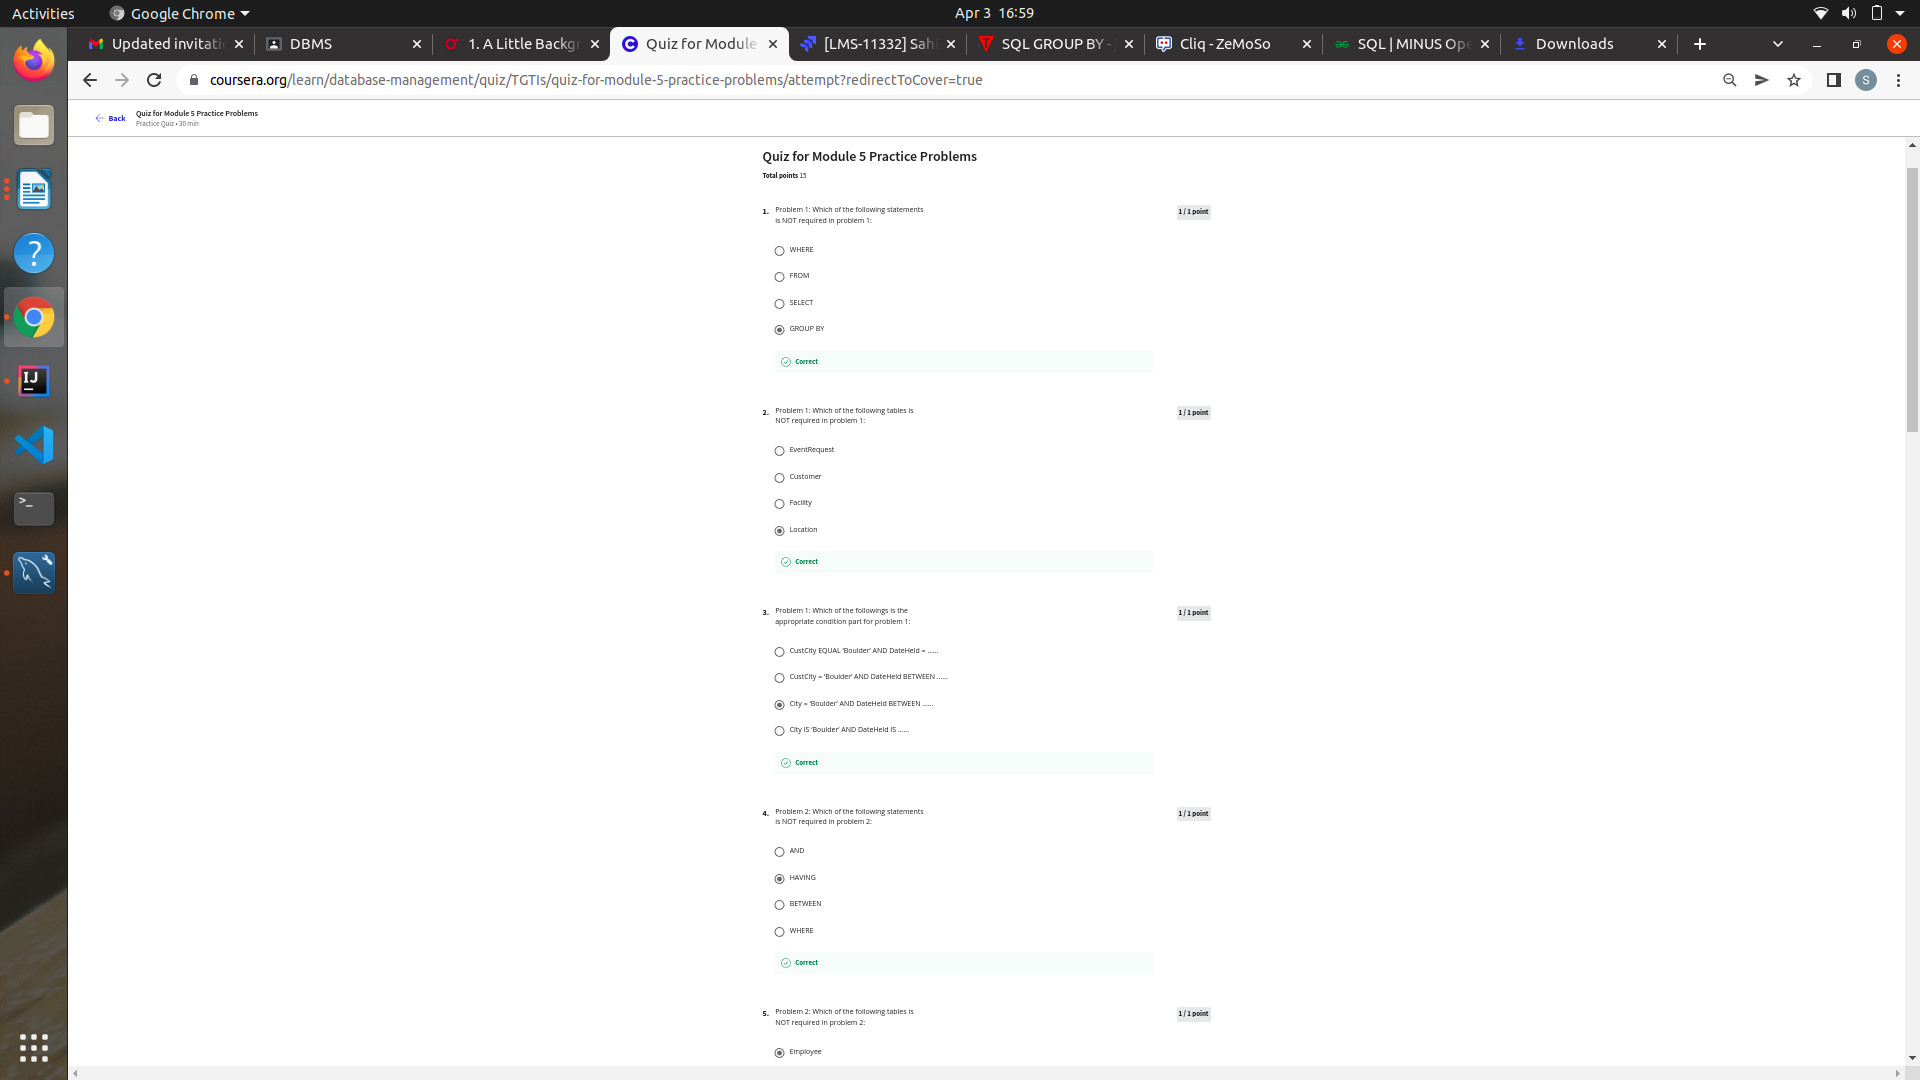 Activities
Google Chrome
Apr 3 16:59
Updated invitati
DBMS
1. A Little Backgr
Quiz for Module
[LMS-11332] Sah
SQL GROUP BY -
Cliq - ZeMoSo
SQL | MINUS Ope
Downloads
coursera.org/learn/database-management/quiz/TGTIs/quiz-for-module-5-practice-problems/attempt?redirectToCover=true
S
Back
Quiz for Module 5 Practice Problems
Practice Quiz • 30 min
Quiz for Module 5 Practice Problems
Total points 15
1. Problem 1: Which of the following statements
is NOT required in problem 1:
1 / 1 point
WHERE
FROM
SELECT
GROUP BY
Correct
2. Problem 1: Which of the following tables is
NOT required in problem 1:
1 / 1 point
EventRequest
Customer
Facility
Location
Correct
3. Problem 1: Which of the followings is the
appropriate condition part for problem 1:
1 / 1 point
CustCity EQUAL 'Boulder' AND DateHeld = ......
CustCity = 'Boulder' AND DateHeld BETWEEN ......
City = 'Boulder' AND DateHeld BETWEEN ......
City IS 'Boulder' AND DateHeld IS ......
Correct
4. Problem 2: Which of the following statements
is NOT required in problem 2:
1 / 1 point
AND
HAVING
BETWEEN
WHERE
Correct
5. Problem 2: Which of the following tables is
NOT required in problem 2:
1 / 1 point
Employee